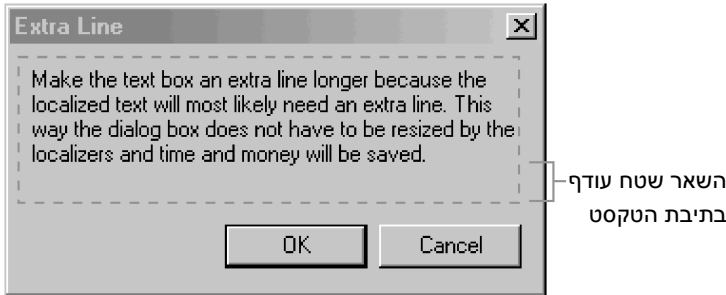 Extra Line
Make the text box an extra line longer because the
localized text will most likely need an extra line. This
way the dialog box does not have to be resized by the
localizers and time and money will be saved.
השאר שטח עודף
בתיבת הטקסט
OK
Cancel